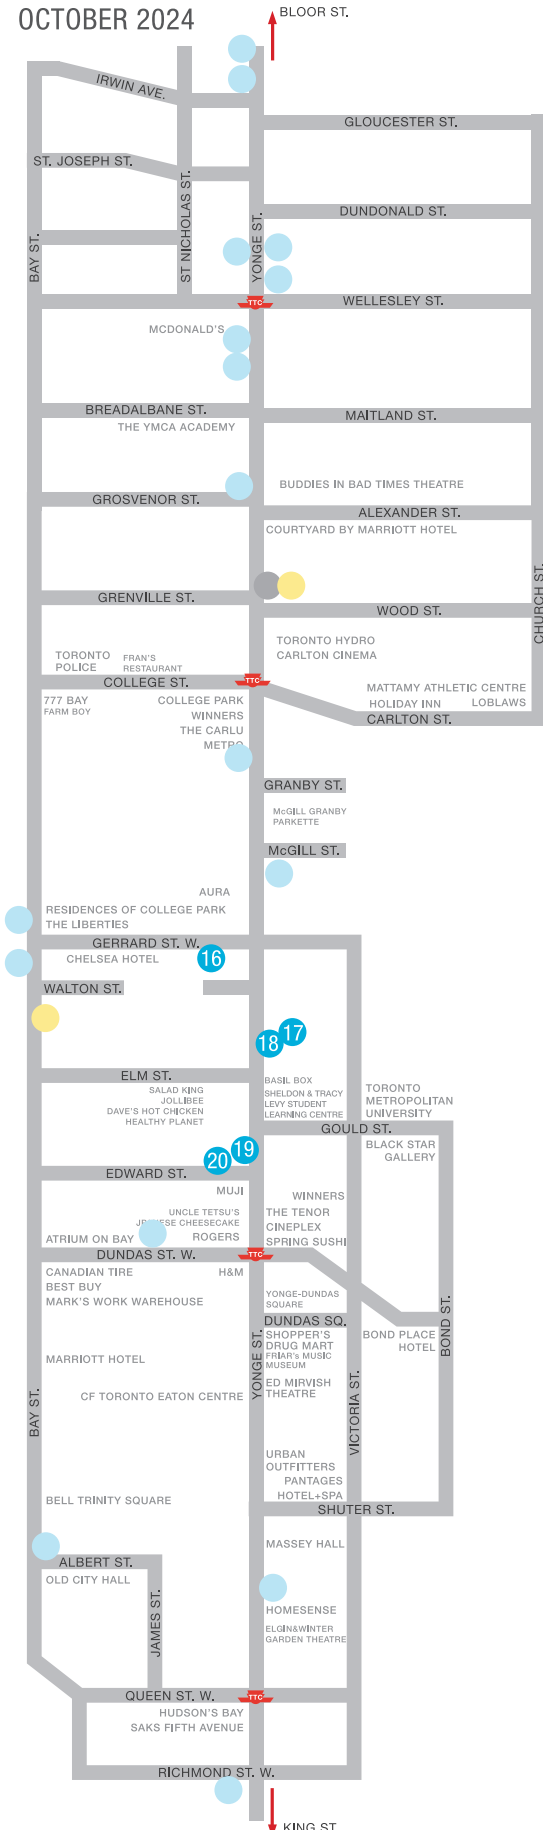 OCTOBER 2024
BLOOR ST.
IRWIN AVE.
GLOUCESTER ST.
ST. JOSEPH ST.
ST NICHOLAS ST.
DUNDONALD ST.
BAY ST.
YONGE ST.
TTC
WELLESLEY ST.
MCDONALD'S
BREADALBANE ST.
MAITLAND ST.
THE YMCA ACADEMY
BUDDIES IN BAD TIMES THEATRE
GROSVENOR ST.
ALEXANDER ST.
COURTYARD BY MARRIOTT HOTEL
CHURCH ST.
GRENVILLE ST.
WOOD ST.
TORONTO HYDRO
CARLTON CINEMA
TORONTO
POLICE
FRAN'S
RESTAURANT
COLLEGE ST.
TTC
MATTAMY ATHLETIC CENTRE
HOLIDAY INN
LOBLAWS
CARLTON ST.
777 BAY
FARM BOY
COLLEGE PARK
WINNERS
THE CARLU
METRO
GRANBY ST.
McGILL GRANBY
PARKETTE
McGILL ST.
AURA
RESIDENCES OF COLLEGE PARK
THE LIBERTIES
GERRARD ST. W.
CHELSEA HOTEL
16
WALTON ST.
17
18
ELM ST.
BASIL BOX
SHELDON & TRACY
LEVY STUDENT
LEARNING CENTRE
SALAD KING
JOLLIBEE
DAVE'S HOT CHICKEN
HEALTHY PLANET
TORONTO
METROPOLITAN
UNIVERSITY
GOULD ST.
BLACK STAR
GALLERY
19
20
EDWARD ST.
MUJI
WINNERS
UNCLE TETSU'S
CHEESECAKE
THE TENOR
CINEPLEX
SPRING SUSHI
ATRIUM ON BAY
ROGERS
DUNDAS ST. W.
TTC
CANADIAN TIRE
BEST BUY
MARK'S WORK WAREHOUSE
H&M
YONGE-DUNDAS
SQUARE
DUNDAS SQ.
SHOPPER'S
DRUG MART
FRIAR's MUSIC
MUSEUM
ED MIRVISH
THEATRE
BOND PLACE
HOTEL
BOND ST.
YONGE ST.
VICTORIA ST.
BAY ST.
MARRIOTT HOTEL
CF TORONTO EATON CENTRE
URBAN
OUTFITTERS
PANTAGES
HOTEL+SPA
BELL TRINITY SQUARE
SHUTER ST.
MASSEY HALL
ALBERT ST.
OLD CITY HALL
JAMES ST.
HOMESENSE
ELGIN&WINTER
GARDEN THEATRE
QUEEN ST. W.
TTC
HUDSON'S BAY
SAKS FIFTH AVENUE
RICHMOND ST. W.
KING ST.